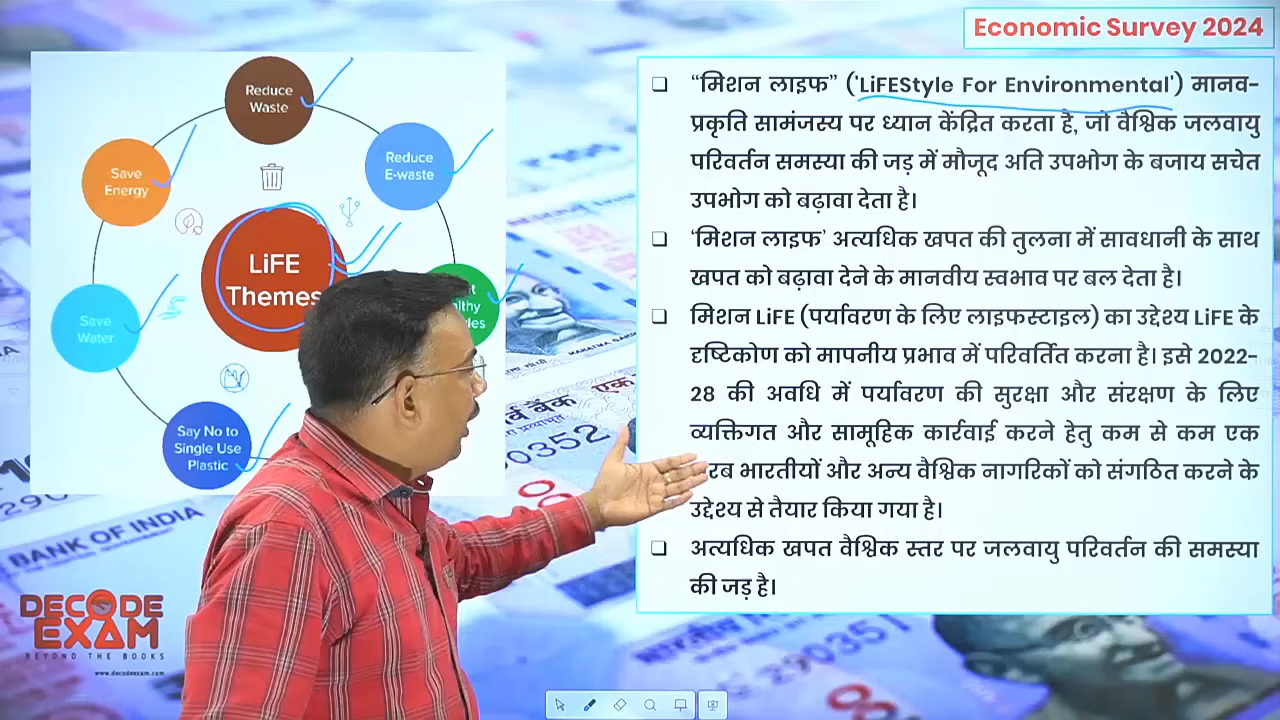 Economic Survey 2024
Reduce
Waste
Reduce
E-waste
Save
Energy
LiFE
Themes
Save
Water
Say No to
Single Use
Plastic
❑ “मिशन लाइफ” ('LiFEStyle For Environmental') मानव-
प्रकृति सामंजस्य पर ध्यान केंद्रित करता है, जो वैश्विक जलवायु
परिवर्तन समस्या की जड़ में मौजूद अति उपभोग के बजाय सचेत
उपभोग को बढ़ावा देता है।
❑ ‘मिशन लाइफ’ अत्यधिक खपत की तुलना में सावधानी के साथ
खपत को बढ़ावा देने के मानवीय स्वभाव पर बल देता है।
❑ मिशन LiFE (पर्यावरण के लिए लाइफस्टाइल) का उद्देश्य LiFE के
दृष्टिकोण को मापनीय प्रभाव में परिवर्तित करना है। इसे 2022-
28 की अवधि में पर्यावरण की सुरक्षा और संरक्षण के लिए
व्यक्तिगत और सामूहिक कार्रवाई करने हेतु कम से कम एक
भारतीयों और अन्य वैश्विक नागरिकों को संगठित करने के
उद्देश्य से तैयार किया गया है।
❑ अत्यधिक खपत वैश्विक स्तर पर जलवायु परिवर्तन की समस्या
की जड़ है।
BANK OF INDIA
DECODE
EXAM
BEYOND THE BOOKS
www.decodeexam.com